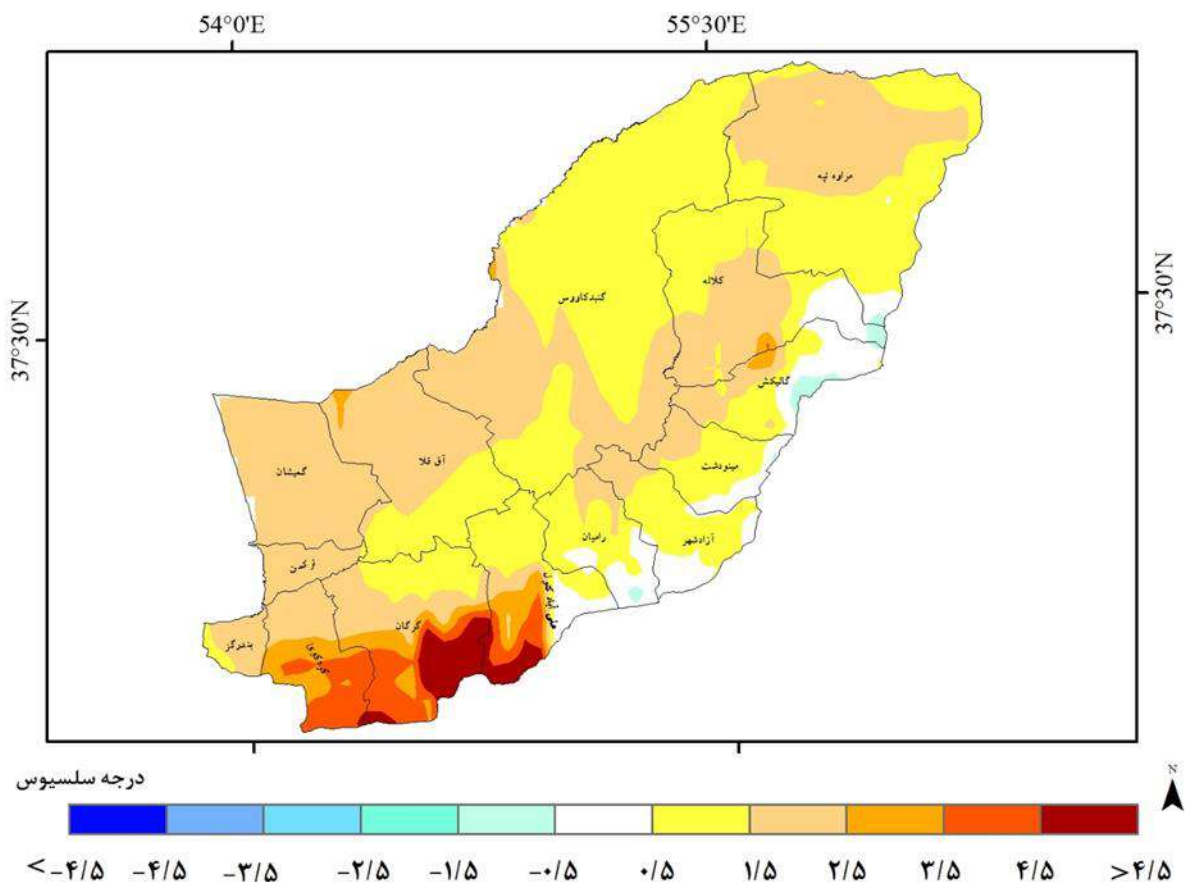 54°0'E 55°30'E
37°30'N
37°30'N
مراوه تپه
کلاله
گنبدکاووس
گالیکش
گمیشان
آق قلا
مینودشت
رامیان
آزادشهر
ترکمن
علی آباد کتول
گرگان
بندرگز
کردکوی
درجه سلسیوس
N
< -۴/۵ -۴/۵ -۳/۵ -۲/۵ -۱/۵ -۰/۵ ۰/۵ ۱/۵ ۲/۵ ۳/۵ ۴/۵ >۴/۵